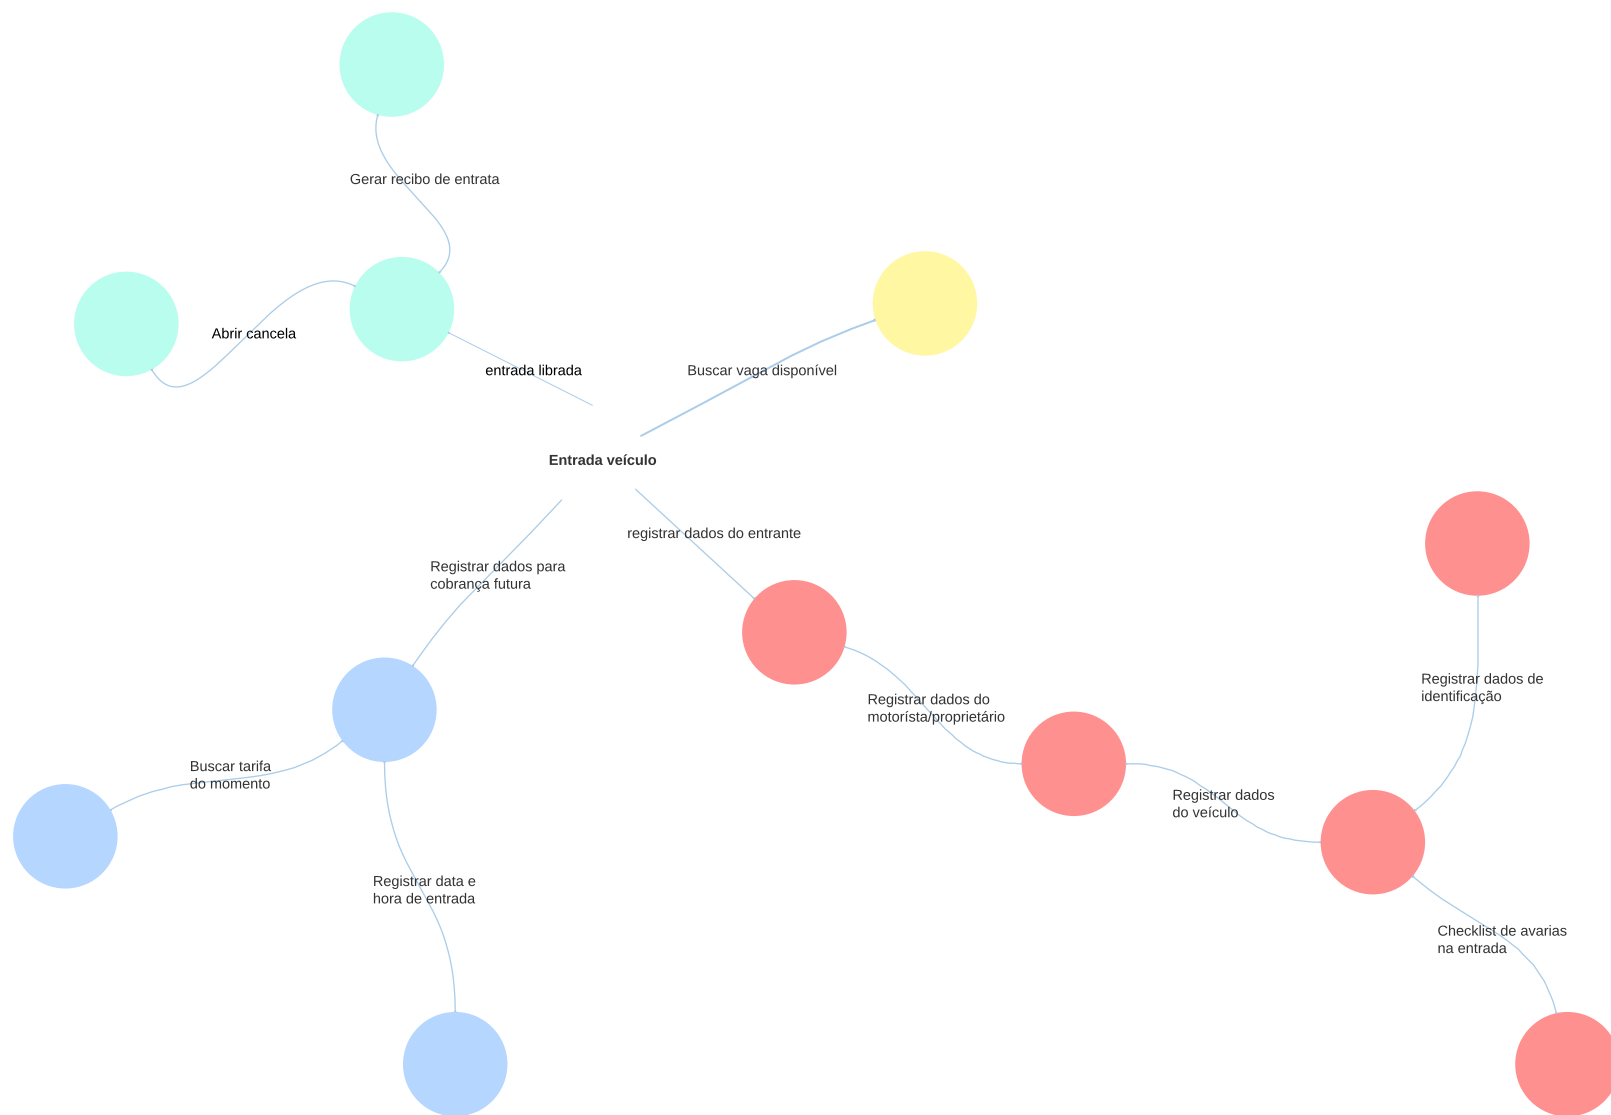 Gerar recibo de entrata
Abrir cancela
entrada librada
Buscar vaga disponível
Entrada veículo
registrar dados do entrante
Registrar dados para
cobrança futura
Registrar dados do
motorísta/proprietário
Registrar dados de
identificação
Buscar tarifa
do momento
Registrar dados
do veículo
Registrar data e
hora de entrada
Checklist de avarias
na entrada